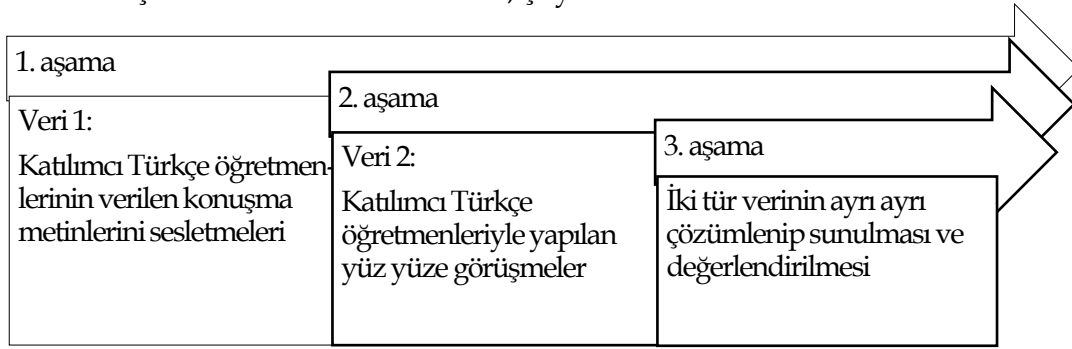 1. aşama
Veri 1:
Katılımcı Türkçe öğretmen-
lerinin verilen konuşma
metinlerini sesletmeleri
2. aşama
Veri 2:
Katılımcı Türkçe
öğretmenleriyle yapılan
yüz yüze görüşmeler
3. aşama
İki tür verinin ayrı ayrı
çözümlenip sunulması ve
değerlendirilmesi